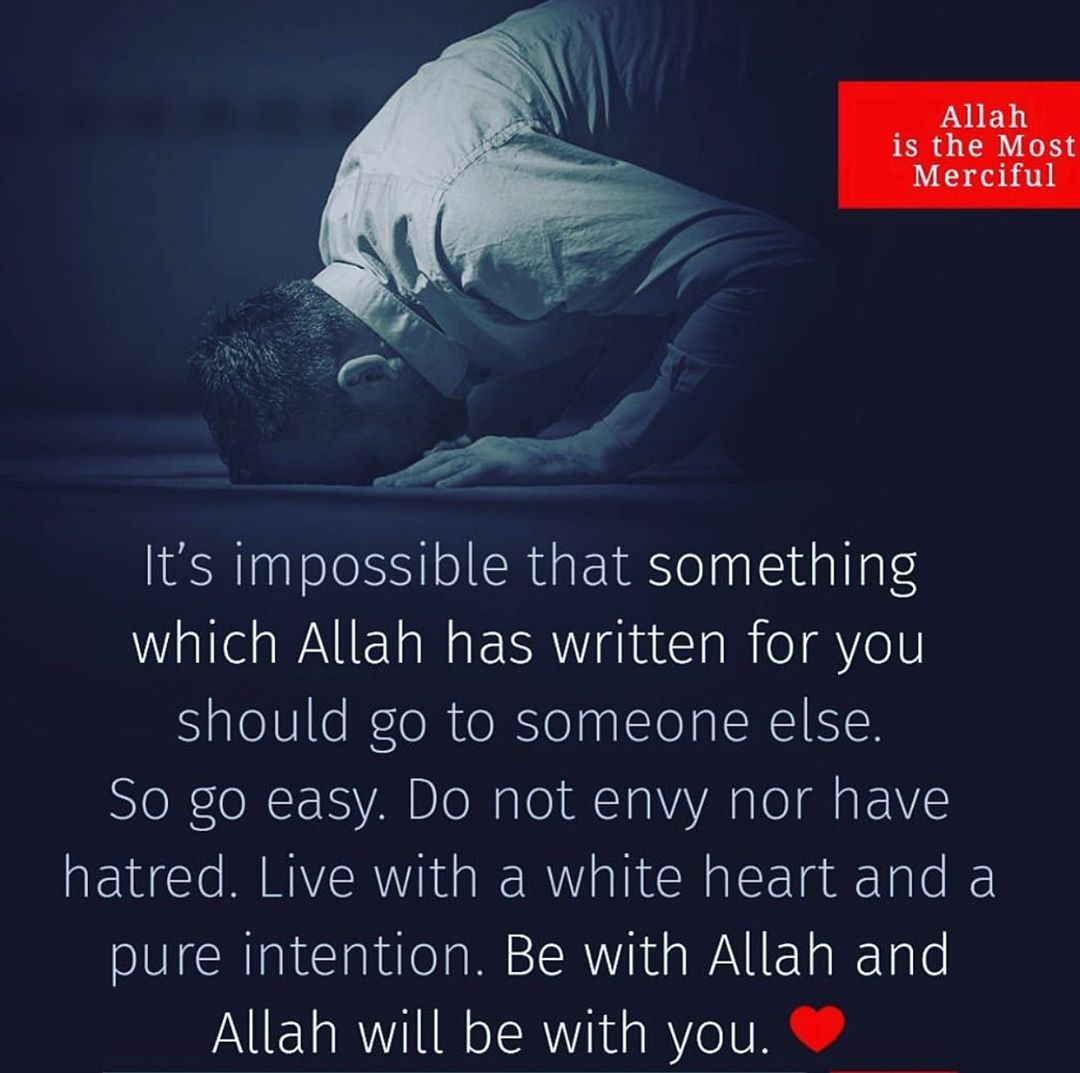 Allah
is the Most
Merciful
It's impossible that something
which Allah has written for you
should go to someone else.
So go easy. Do not envy nor have
hatred. Live with a white heart and a
pure intention. Be with Allah and
Allah will be with you. ❤